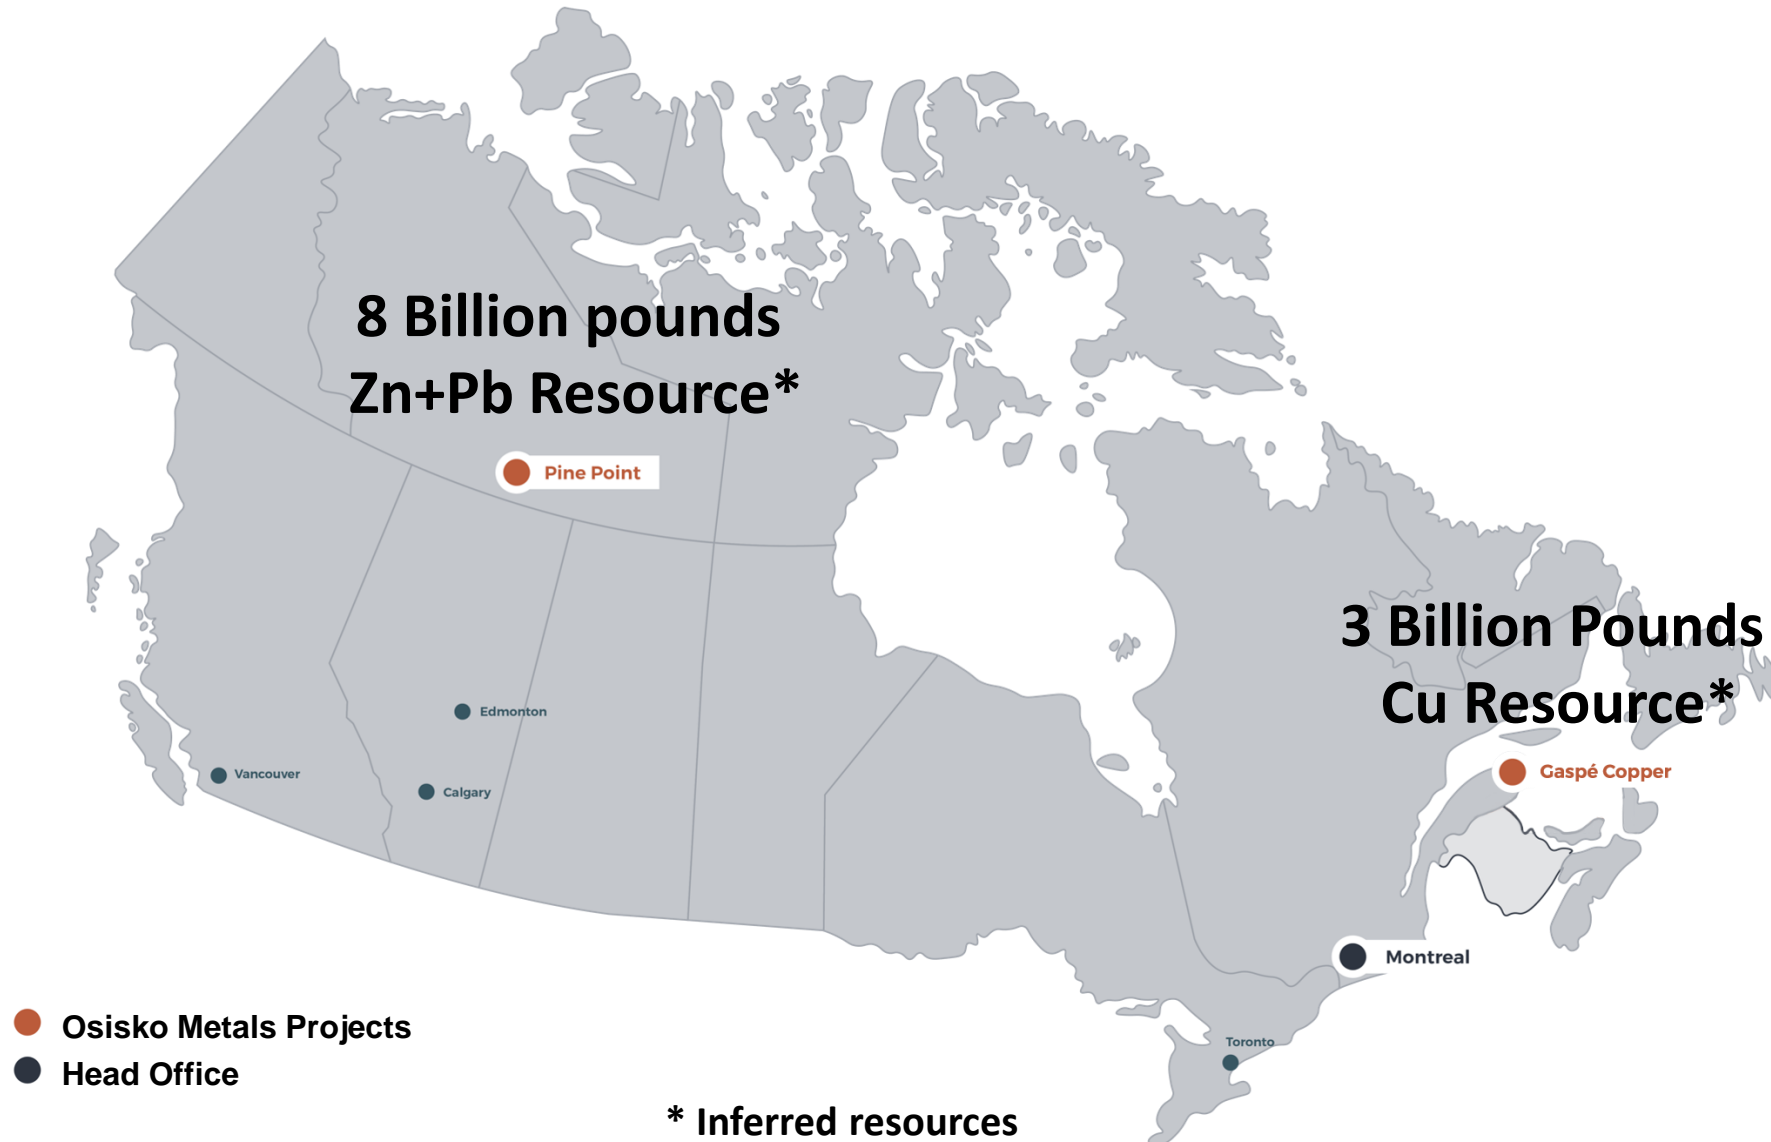 8 Billion pounds
Zn+Pb Resource*
Pine Point
3 Billion Pounds
Cu Resource*
Edmonton
Vancouver
Calgary
Gaspé Copper
Montreal
Osisko Metals Projects
Head Office
Toronto
* Inferred resources